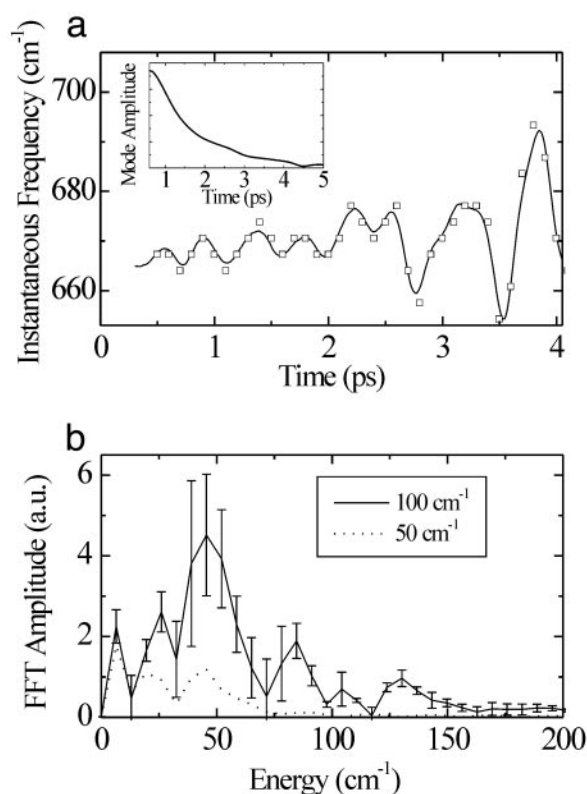 a
Instantaneous Frequency (cm⁻¹)
700
680
660
Mode Amplitude
1 2 3 4 5
Time (ps)
0 1 2 3 4
Time (ps)
b
FFT Amplitude (a.u.)
6
4
2
0
100 cm⁻¹
50 cm⁻¹
0 50 100 150 200
Energy (cm⁻¹)